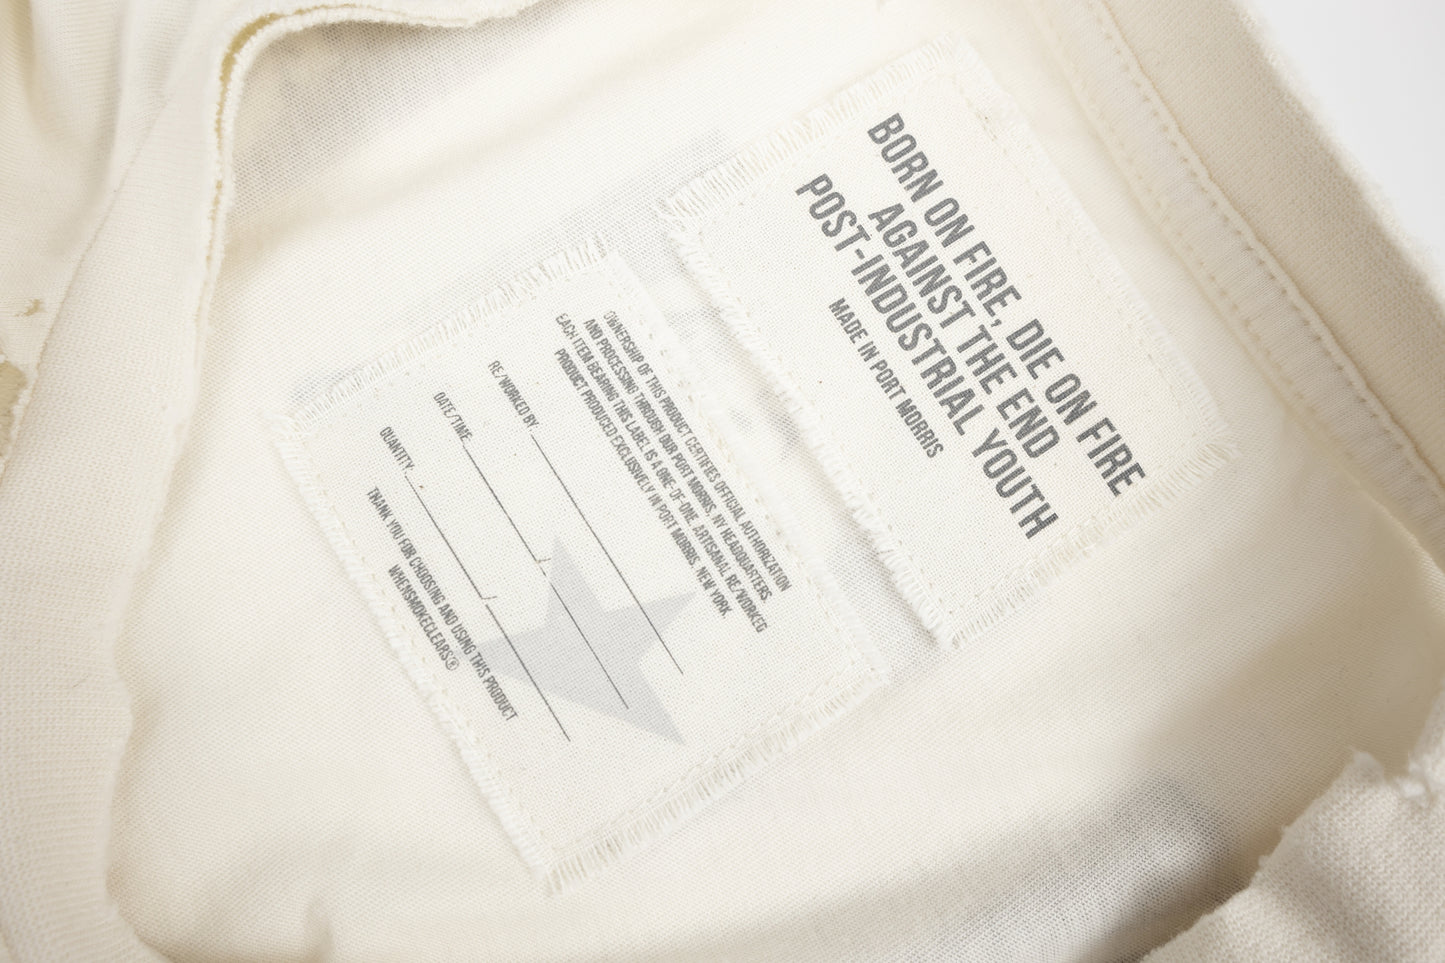 BORN ON FIRE, DIE ON FIRE
AGAINST THE END
POST-INDUSTRIAL YOUTH
MADE IN PORT MORRIS
OWNERSHIP OF THIS PRODUCT CERTIFIES OFFICIAL AUTHORIZATION
AND PROCESSING THROUGH OUR PORT MORRIS, NY HEADQUARTERS.
EACH ITEM BEARING THIS LABEL IS A ONE-OF-ONE ARTISANAL RE/WORKED
PRODUCT PRODUCED EXCLUSIVELY IN PORT MORRIS, NEW YORK.
RE/WORKED BY
DATE/TIME / /
QUANTITY
THANK YOU FOR CHOOSING AND USING THIS PRODUCT
WHENSMOKECLEARS®